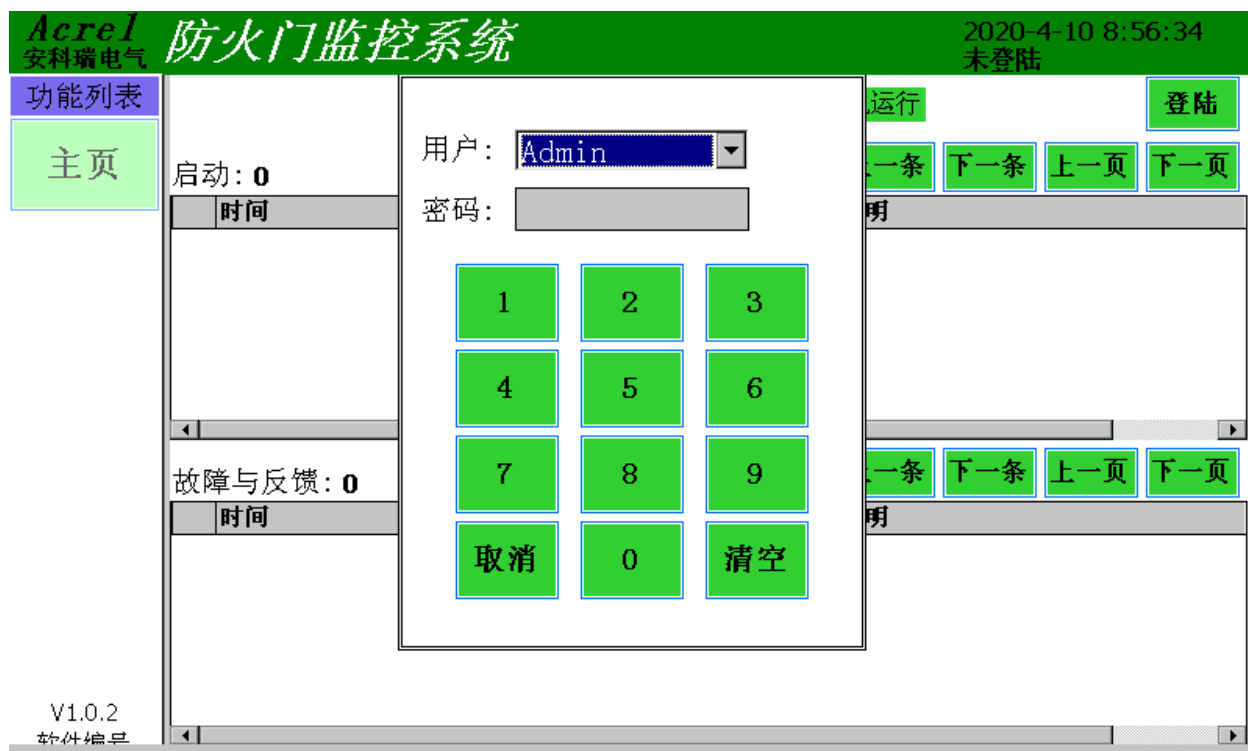 Acrel
安科瑞电气
防火门监控系统
2020-4-10 8:56:34
未登陆
功能列表
主页
运行
登陆
启动: 0
一条
下一条
上一页
下一页
时间
明
用户:
Admin
密码:
1
2
3
4
5
6
7
8
9
取消
0
清空
故障与反馈: 0
一条
下一条
上一页
下一页
时间
明
V1.0.2
软件编号